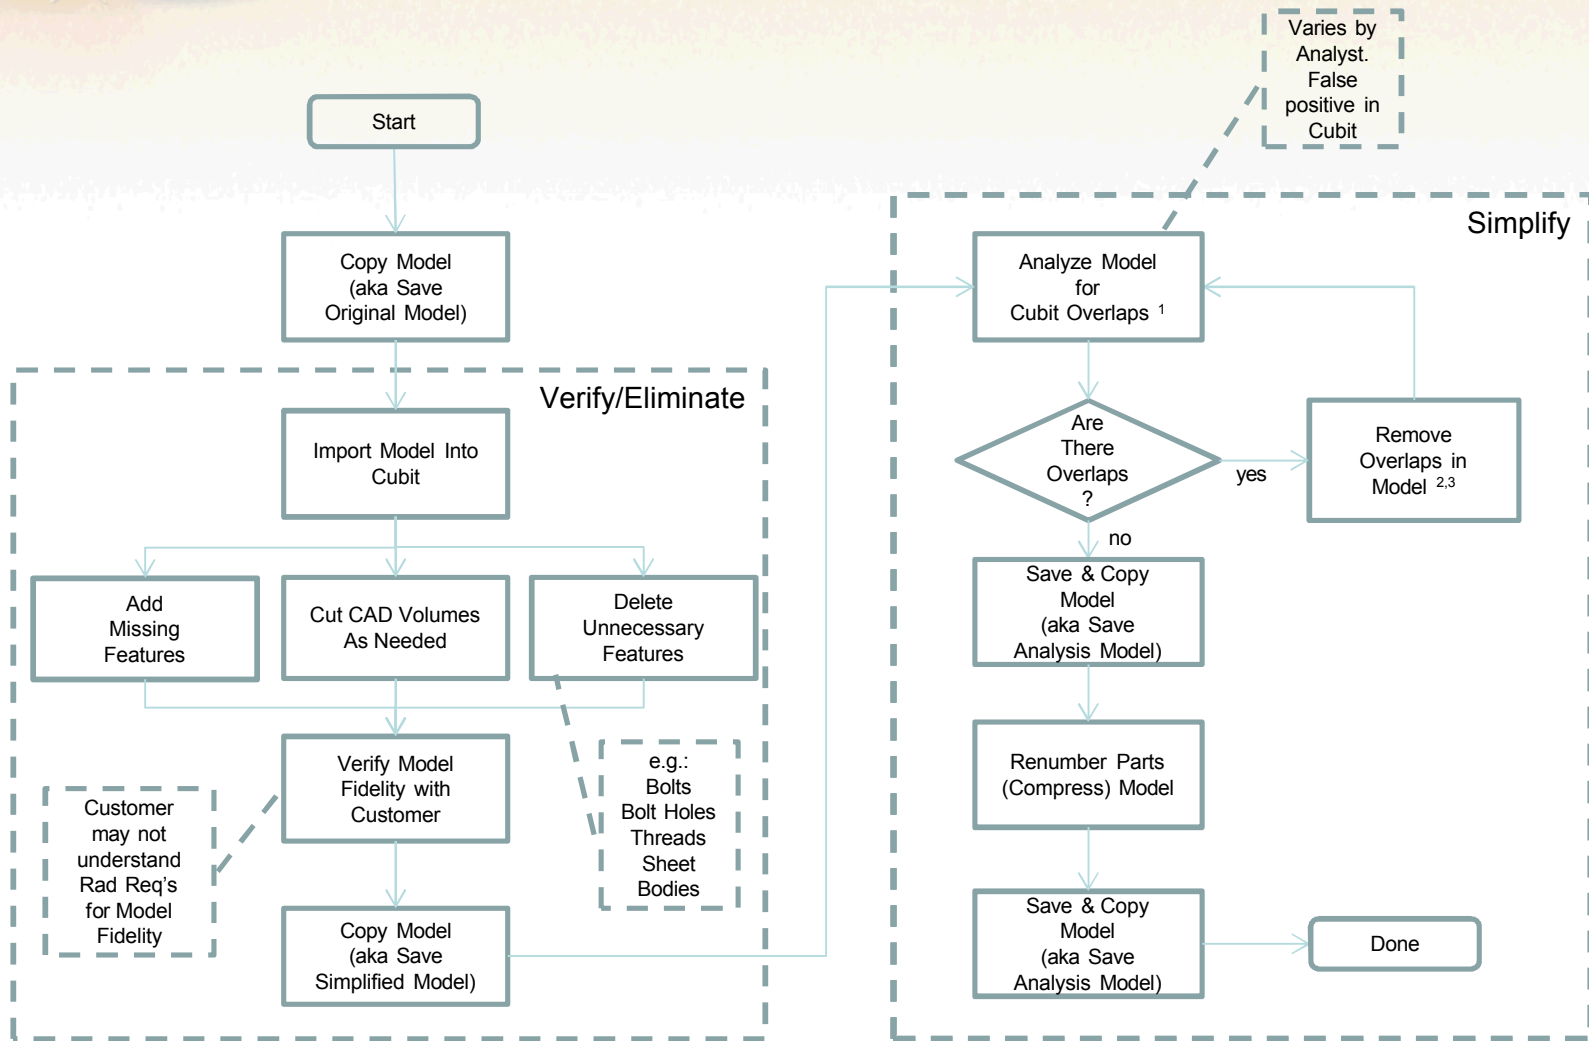 Varies by
Analyst.
False
positive in
Cubit
Start
Copy Model
(aka Save
Original Model)
Verify/Eliminate
Import Model Into
Cubit
Add
Missing
Features
Cut CAD Volumes
As Needed
Delete
Unnecessary
Features
Verify Model
Fidelity with
Customer
Customer
may not
understand
Rad Req's
for Model
Fidelity
e.g.:
Bolts
Bolt Holes
Threads
Sheet
Bodies
Copy Model
(aka Save
Simplified Model)
Simplify
Analyze Model
for
Cubit Overlaps 1
Are
There
Overlaps
?
yes
Remove
Overlaps in
Model 2,3
no
Save & Copy
Model
(aka Save
Analysis Model)
Renumber Parts
(Compress) Model
Save & Copy
Model
(aka Save
Analysis Model)
Done